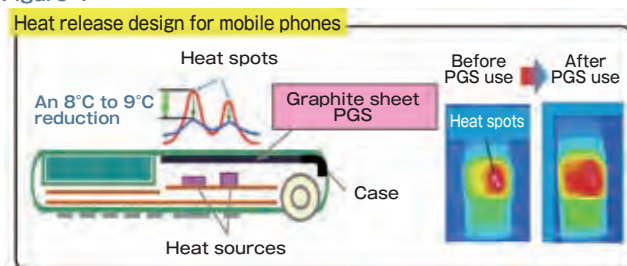 Heat release design for mobile phones
Heat spots
An 8°C to 9°C
reduction
Graphite sheet
PGS
Case
Heat sources
Before
PGS use
After
PGS use
Heat spots